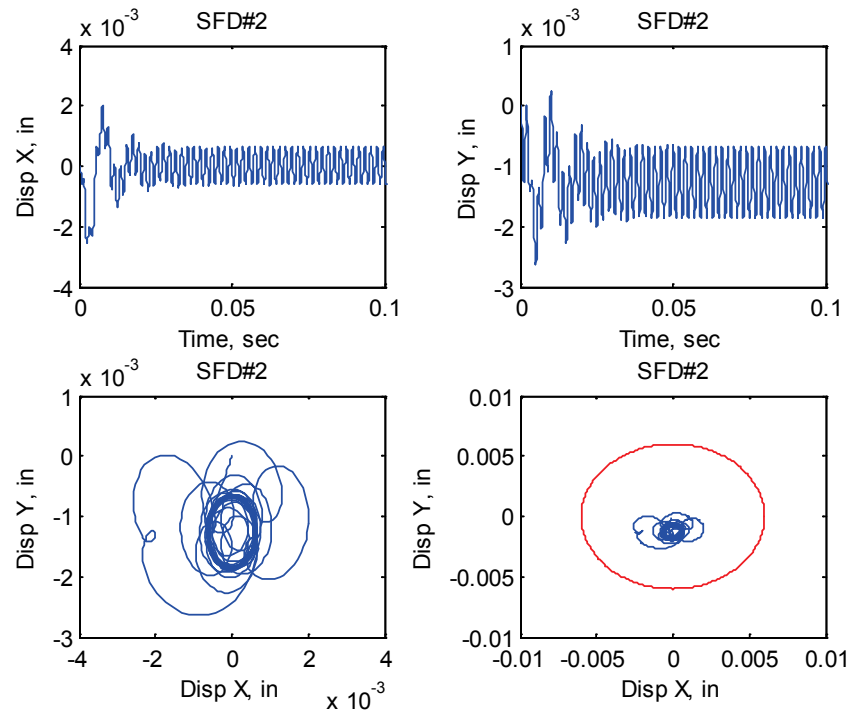 x 10^-3
SFD#2
4
2
0
-2
-4
Disp X, in
0
0.05
0.1
Time, sec
x 10^-3
SFD#2
1
0
-1
-2
-3
Disp Y, in
0
0.05
0.1
Time, sec
x 10^-3
SFD#2
1
0
-1
-2
-3
Disp Y, in
-4
-2
0
2
4
Disp X, in
x 10^-3
SFD#2
0.01
0.005
0
-0.005
-0.01
Disp Y, in
-0.01
-0.005
0
0.005
0.01
Disp X, in